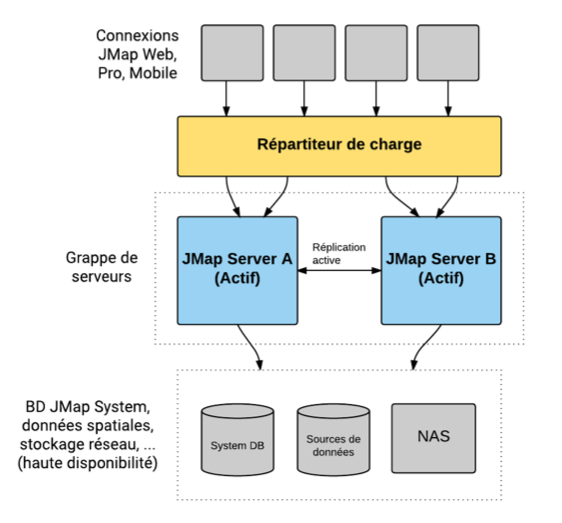 Connexions
JMap Web,
Pro, Mobile
Répartiteur de charge
Grappe de
serveurs
JMap Server A
(Actif)
Réplication
active
JMap Server B
(Actif)
BD JMap System,
données spatiales,
stockage réseau, ...
(haute disponibilité)
System DB
Sources de
données
NAS